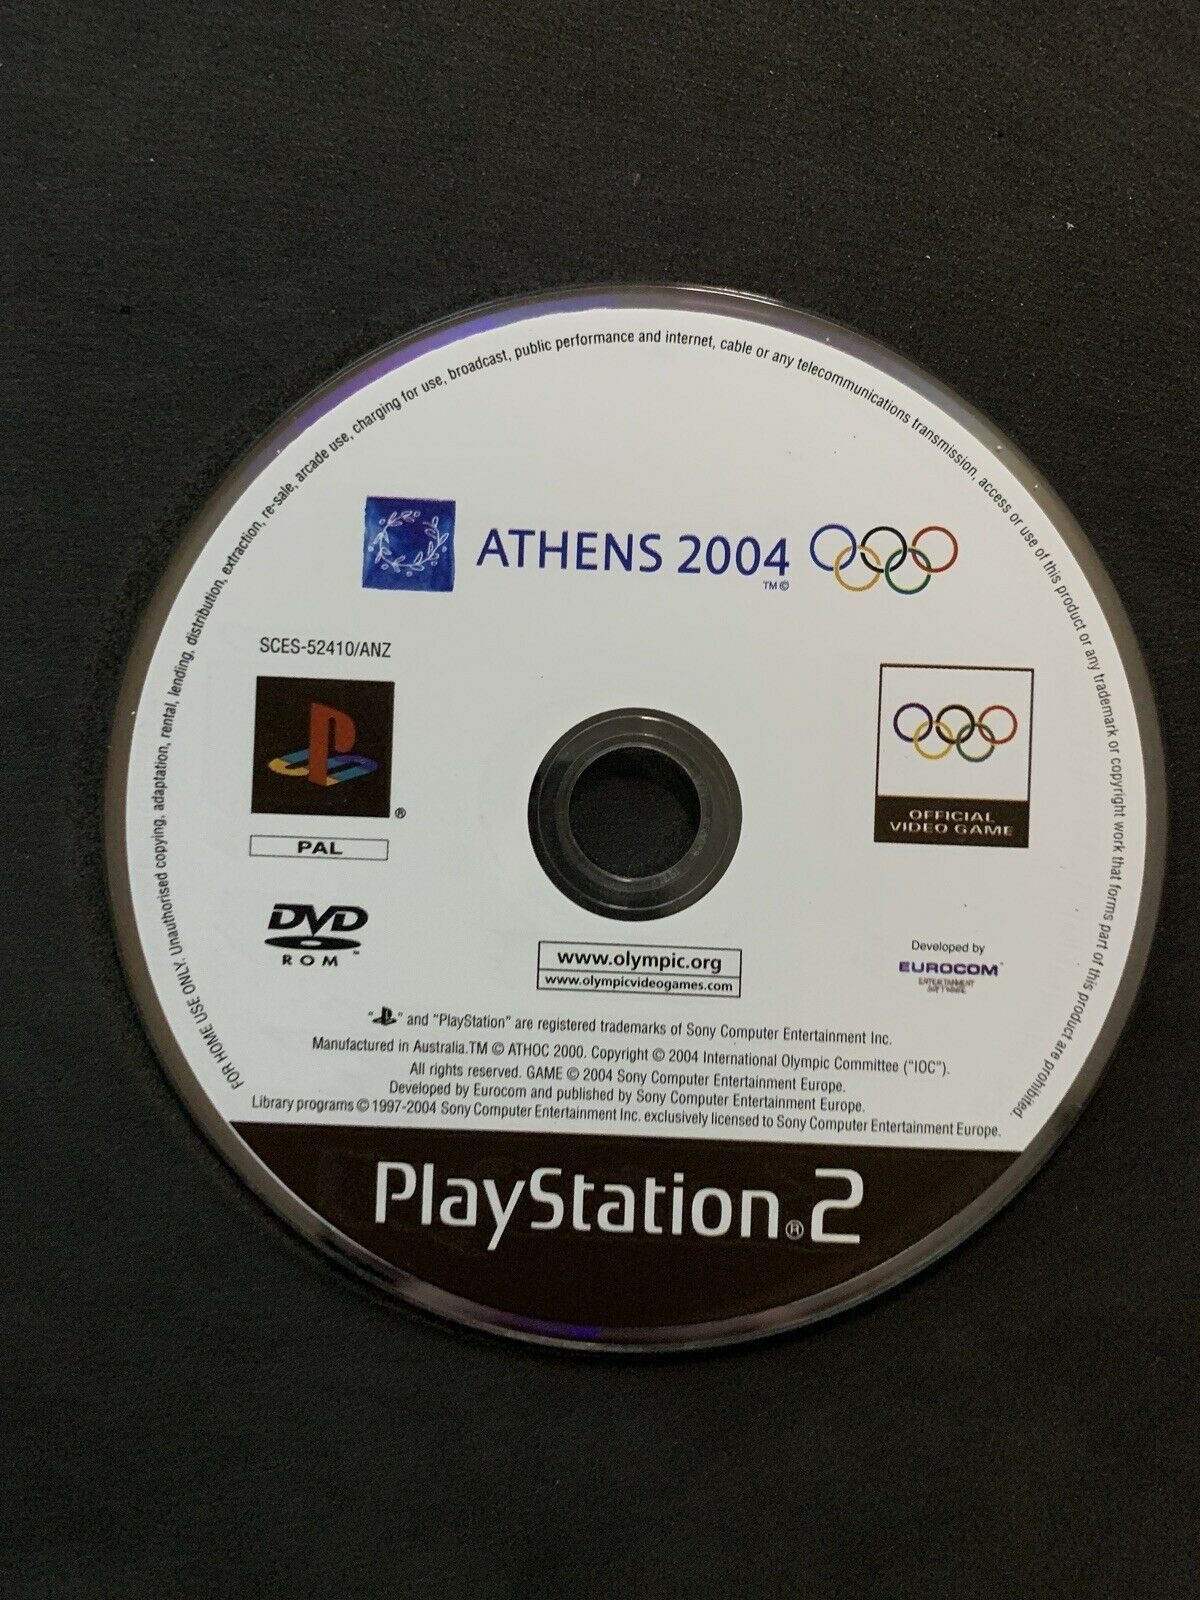 FOR HOME USE ONLY. Unauthorised copying, adaptation, rental, lending, distribution, extraction, re-sale, arcade use, charging for use, broadcast, public performance and internet, cable or any telecommunications transmission, access or use of this product or any trademark or copyright work that forms part of this product are prohibited.
ATHENS 2004
TM©
SCES-52410/ANZ
®
PAL
DVD
ROM
OFFICIAL
VIDEO GAME
www.olympic.org
www.olympicvideogames.com
Developed by
EUROCOM
ENTERTAINMENT
SOFTWARE
" " and "PlayStation" are registered trademarks of Sony Computer Entertainment Inc.
Manufactured in Australia.TM © ATHOC 2000. Copyright © 2004 International Olympic Committee ("IOC").
All rights reserved. GAME © 2004 Sony Computer Entertainment Europe.
Developed by Eurocom and published by Sony Computer Entertainment Europe.
Library programs © 1997-2004 Sony Computer Entertainment Inc. exclusively licensed to Sony Computer Entertainment Europe.
PlayStation®2